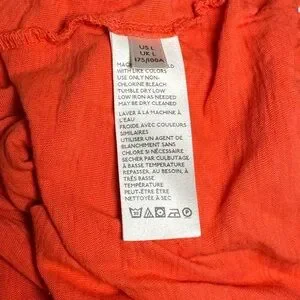 US L
UK L
175/100A
WITH LIKE COLORS
USE ONLY NON-
CHLORINE BLEACH
TUMBLE DRY LOW
LOW IRON AS NEEDED
MAY BE DRY CLEANED
LAVER À LA MACHINE À
L'EAU
FROIDE AVEC COULEURS
SIMILAIRES
UTILISER UN AGENT DE
BLANCHIMENT SANS
CHLORE SI NÉCESSAIRE
SÉCHER PAR CULBUTAGE
À BASSE TEMPÉRATURE
REPASSER, AU BESOIN, À
TRÈS BASSE
TEMPÉRATURE
PEUT-ÊTRE ÊTRE
NETTOYÉE À SEC